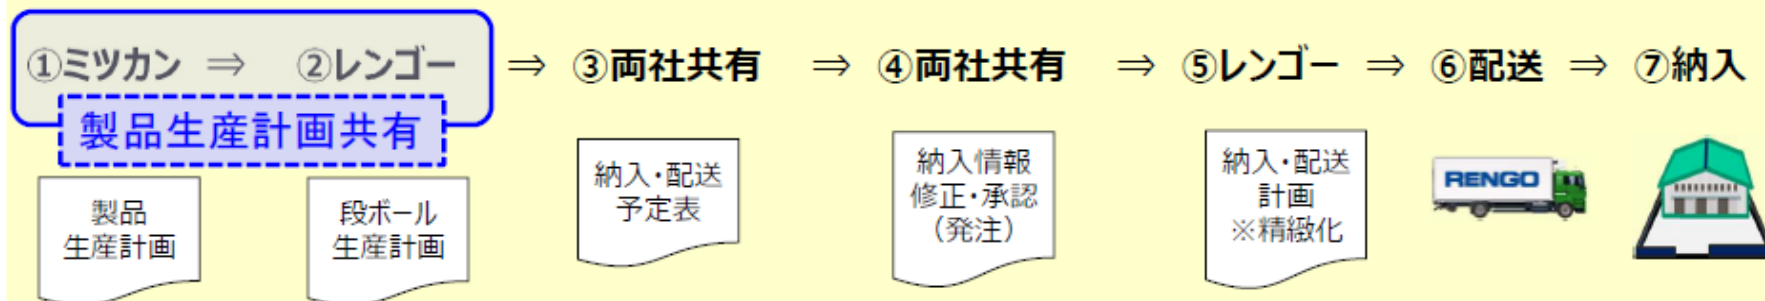 ①ミツカン ⇒ ②レンゴー ⇒ ③両社共有 ⇒ ④両社共有 ⇒ ⑤レンゴー ⇒ ⑥配送 ⇒ ⑦納入
製品生産計画共有
製品
生産計画
段ボール
生産計画
納入・配送
予定表
納入情報
修正・承認
（発注）
納入・配送
計画
※精緻化
RENGO